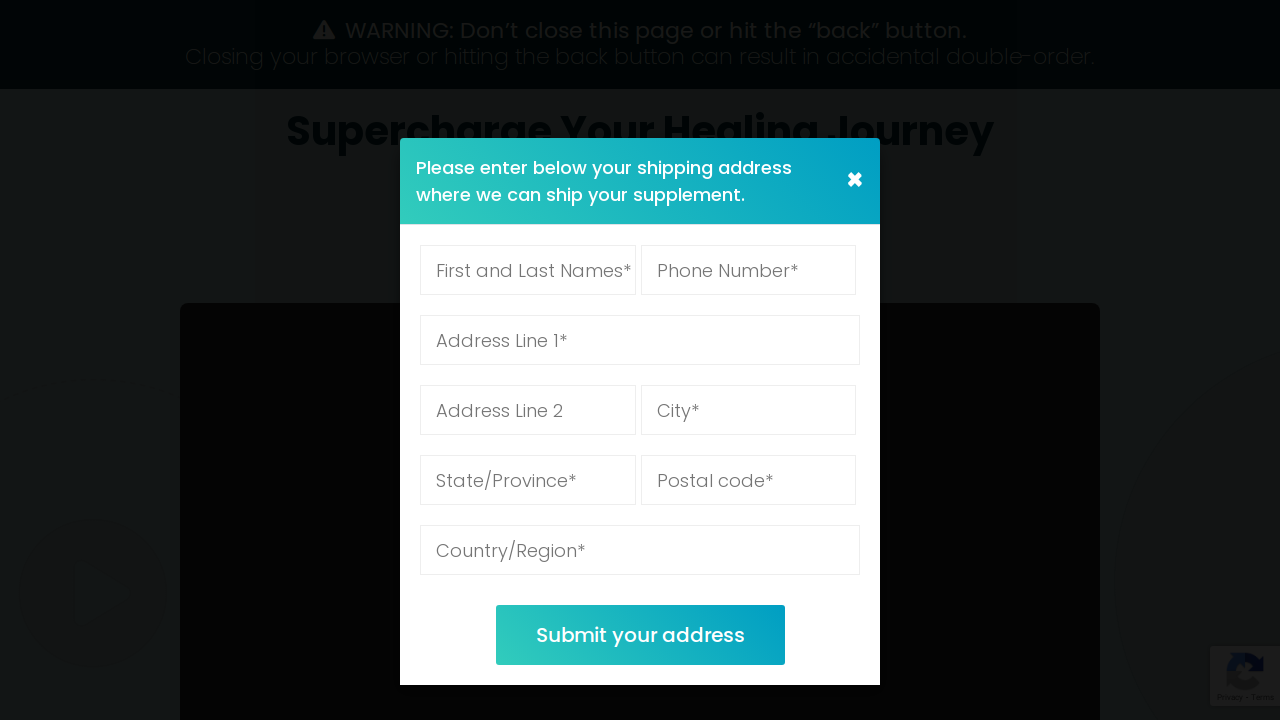 WARNING: Don’t close this page or hit the “back” button.
Closing your browser or hitting the back button can result in accidental double-order.
Supercharge Your Healing Journey
Please enter below your shipping address
where we can ship your supplement.
✖
First and Last Names* Phone Number*
Address Line 1*
Address Line 2 City*
State/Province* Postal code*
Country/Region*
Submit your address
Privacy - Terms